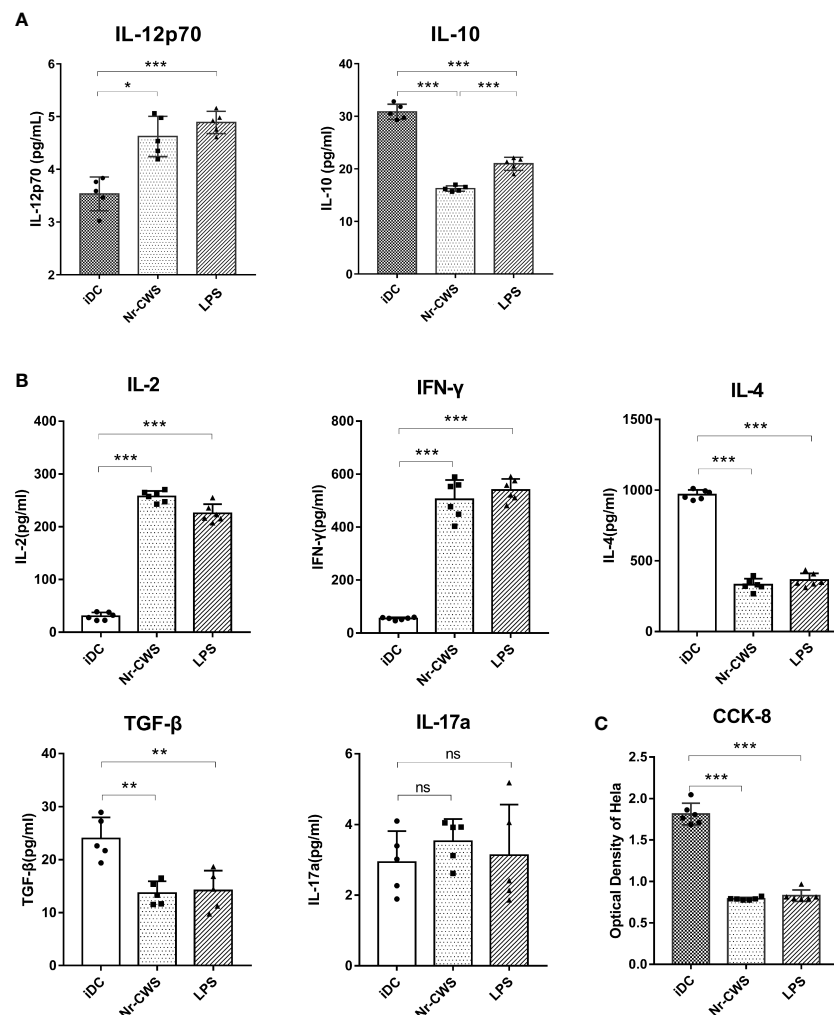 A
IL-12p70
IL-12p70 (pg/mL)
5
4
3
2
6
***
*
iDC
Nr-CWS
LPS
IL-10
IL-10 (pg/ml)
40
30
20
10
0
***
***
***
iDC
Nr-CWS
LPS
B
IL-2
IL-2(pg/ml)
400
300
200
100
0
***
***
iDC
Nr-CWS
LPS
IFN-γ
IFN-γ(pg/ml)
800
600
400
200
0
***
***
iDC
Nr-CWS
LPS
IL-4
IL-4(pg/ml)
1500
1000
500
0
***
***
iDC
Nr-CWS
LPS
TGF-β
TGF-β(pg/ml)
40
30
20
10
0
**
**
iDC
Nr-CWS
LPS
IL-17a
IL-17a(pg/ml)
6
4
2
0
ns
ns
iDC
Nr-CWS
LPS
C
CCK-8
Optical Density of Hela
2.5
2.0
1.5
1.0
0.5
0.0
***
***
iDC
Nr-CWS
LPS